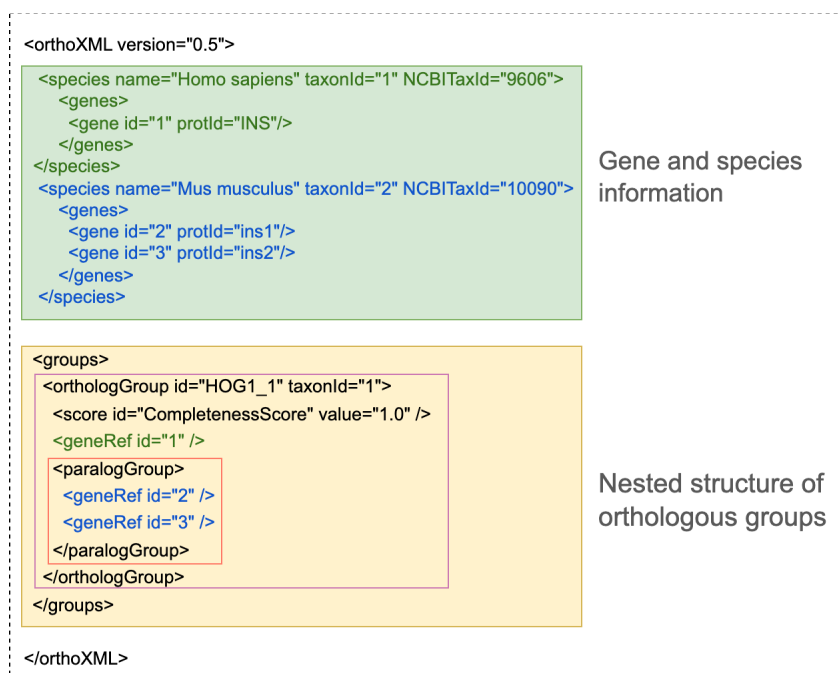 <orthoXML version="0.5">
<species name="Homo sapiens" taxonId="1" NCBITaxId="9606">
<genes>
<gene id="1" protId="INS"/>
</genes>
</species>
<species name="Mus musculus" taxonId="2" NCBITaxId="10090">
<genes>
<gene id="2" protId="ins1"/>
<gene id="3" protId="ins2"/>
</genes>
</species>
Gene and species
information
<groups>
<orthologGroup id="HOG1_1" taxonId="1">
<score id="CompletenessScore" value="1.0" />
<geneRef id="1" />
<paralogGroup>
<geneRef id="2" />
<geneRef id="3" />
</paralogGroup>
</orthologGroup>
</groups>
Nested structure of
orthologous groups
</orthoXML>